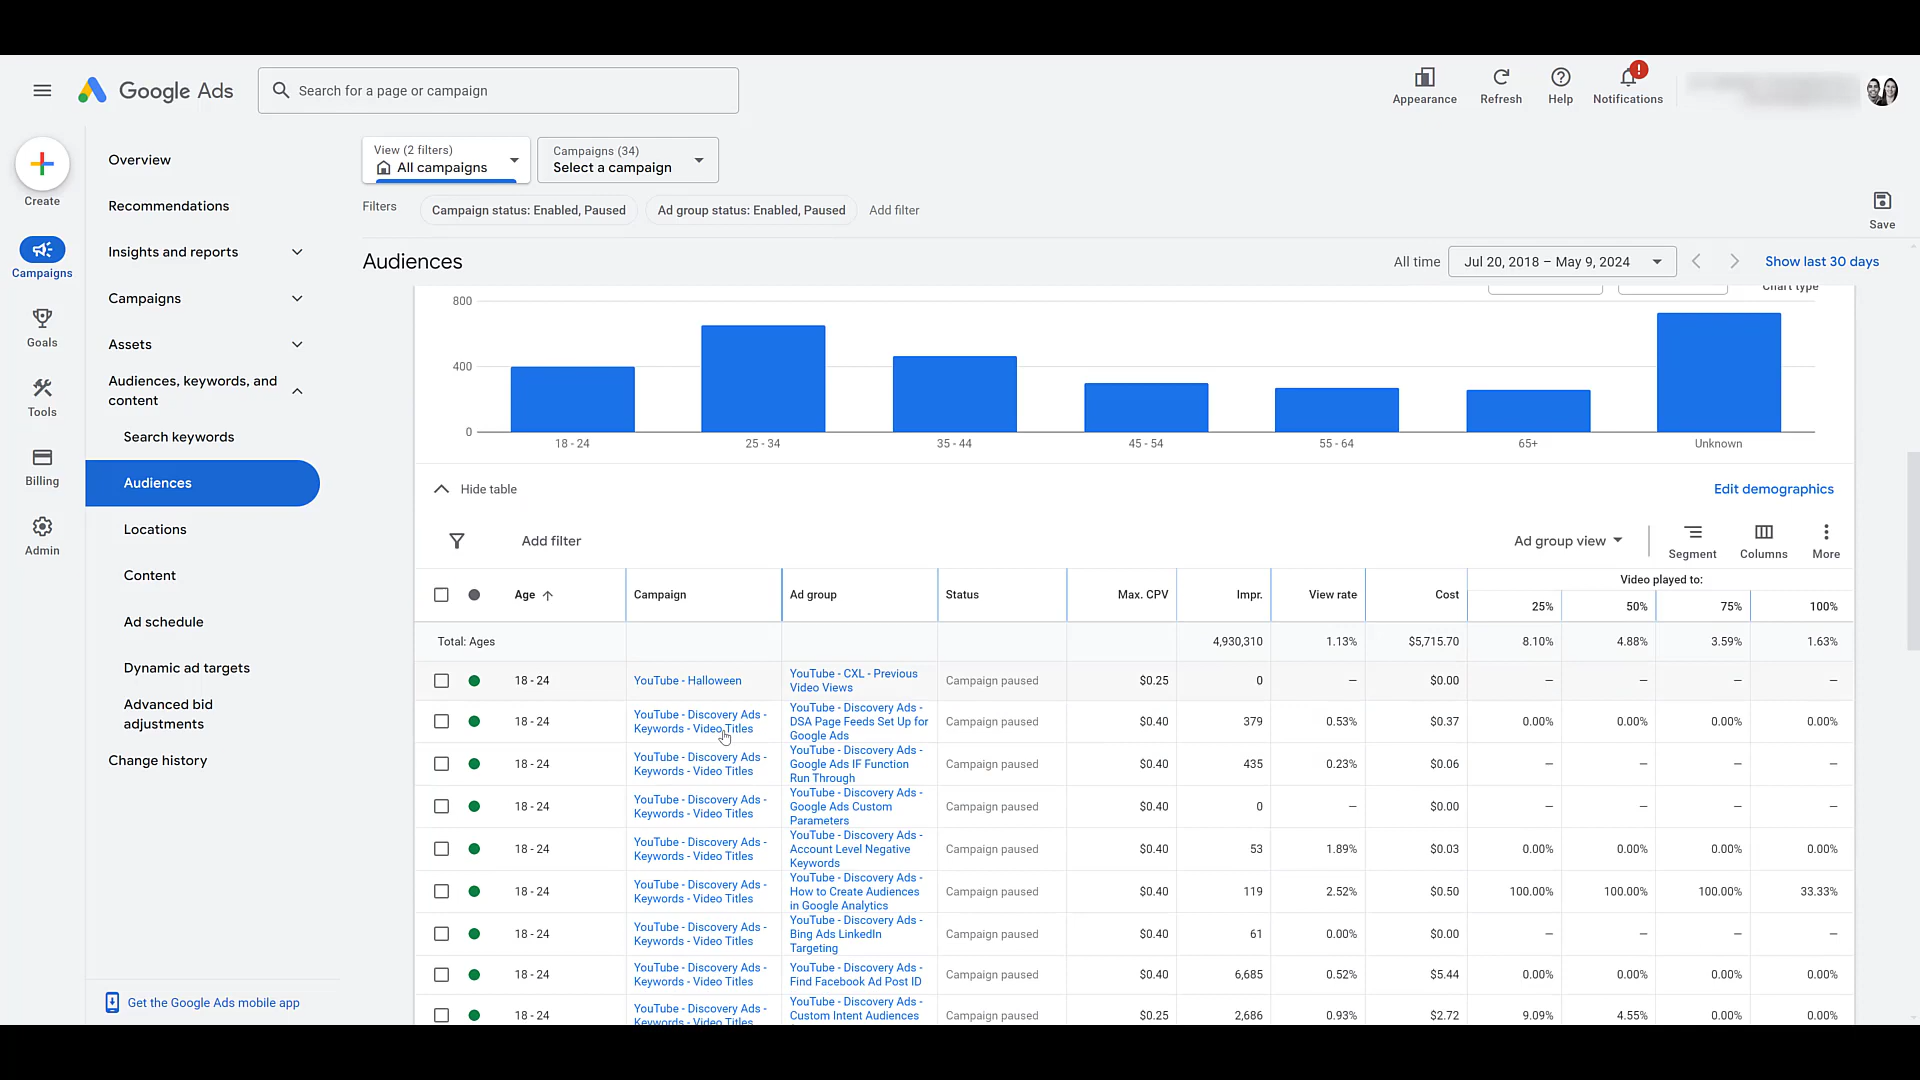 Google Ads
Search for a page or campaign
Appearance
Refresh
Help
!
Notifications
Create
Campaigns
Goals
Tools
Billing
Admin
Overview
Recommendations
Insights and reports
Campaigns
Assets
Audiences, keywords, and
content
Search keywords
Audiences
Locations
Content
Ad schedule
Dynamic ad targets
Advanced bid
adjustments
Change history
Get the Google Ads mobile app
View (2 filters)
All campaigns
Campaigns (34)
Select a campaign
Filters
Campaign status: Enabled, Paused
Ad group status: Enabled, Paused
Add filter
Save
Audiences
All time
Jul 20, 2018 – May 9, 2024
Show last 30 days
Chart type
800
400
0
18 - 24 25 - 34 35 - 44 45 - 54 55 - 64 65+ Unknown
Hide table
Edit demographics
Add filter
Ad group view
Segment
Columns
More
Age Campaign Ad group Status Max. CPV Impr. View rate Cost
Video played to:
25% 50% 75% 100%
Total: Ages 4,930,310 1.13% $5,715.70 8.10% 4.88% 3.59% 1.63%
18 - 24 YouTube - Halloween
YouTube - CXL - Previous
Video Views
Campaign paused $0.25 0 — $0.00 — — — —
18 - 24
YouTube - Discovery Ads -
Keywords - Video Titles
YouTube - Discovery Ads -
DSA Page Feeds Set Up for
Google Ads
Campaign paused $0.40 379 0.53% $0.37 0.00% 0.00% 0.00% 0.00%
18 - 24
YouTube - Discovery Ads -
Keywords - Video Titles
YouTube - Discovery Ads -
Google Ads IF Function
Run Through
Campaign paused $0.40 435 0.23% $0.06 — — — —
18 - 24
YouTube - Discovery Ads -
Keywords - Video Titles
YouTube - Discovery Ads -
Google Ads Custom
Parameters
Campaign paused $0.40 0 — $0.00 — — — —
18 - 24
YouTube - Discovery Ads -
Keywords - Video Titles
YouTube - Discovery Ads -
Account Level Negative
Keywords
Campaign paused $0.40 53 1.89% $0.03 0.00% 0.00% 0.00% 0.00%
18 - 24
YouTube - Discovery Ads -
Keywords - Video Titles
YouTube - Discovery Ads -
How to Create Audiences
in Google Analytics
Campaign paused $0.40 119 2.52% $0.50 100.00% 100.00% 100.00% 33.33%
18 - 24
YouTube - Discovery Ads -
Keywords - Video Titles
YouTube - Discovery Ads -
Bing Ads LinkedIn
Targeting
Campaign paused $0.40 61 0.00% $0.00 — — — —
18 - 24
YouTube - Discovery Ads -
Keywords - Video Titles
YouTube - Discovery Ads -
Find Facebook Ad Post ID
Campaign paused $0.40 6,685 0.52% $5.44 0.00% 0.00% 0.00% 0.00%
18 - 24
YouTube - Discovery Ads -
Keywords - Video Titles
YouTube - Discovery Ads -
Custom Intent Audiences
Campaign paused $0.25 2,686 0.93% $2.72 9.09% 4.55% 0.00% 0.00%